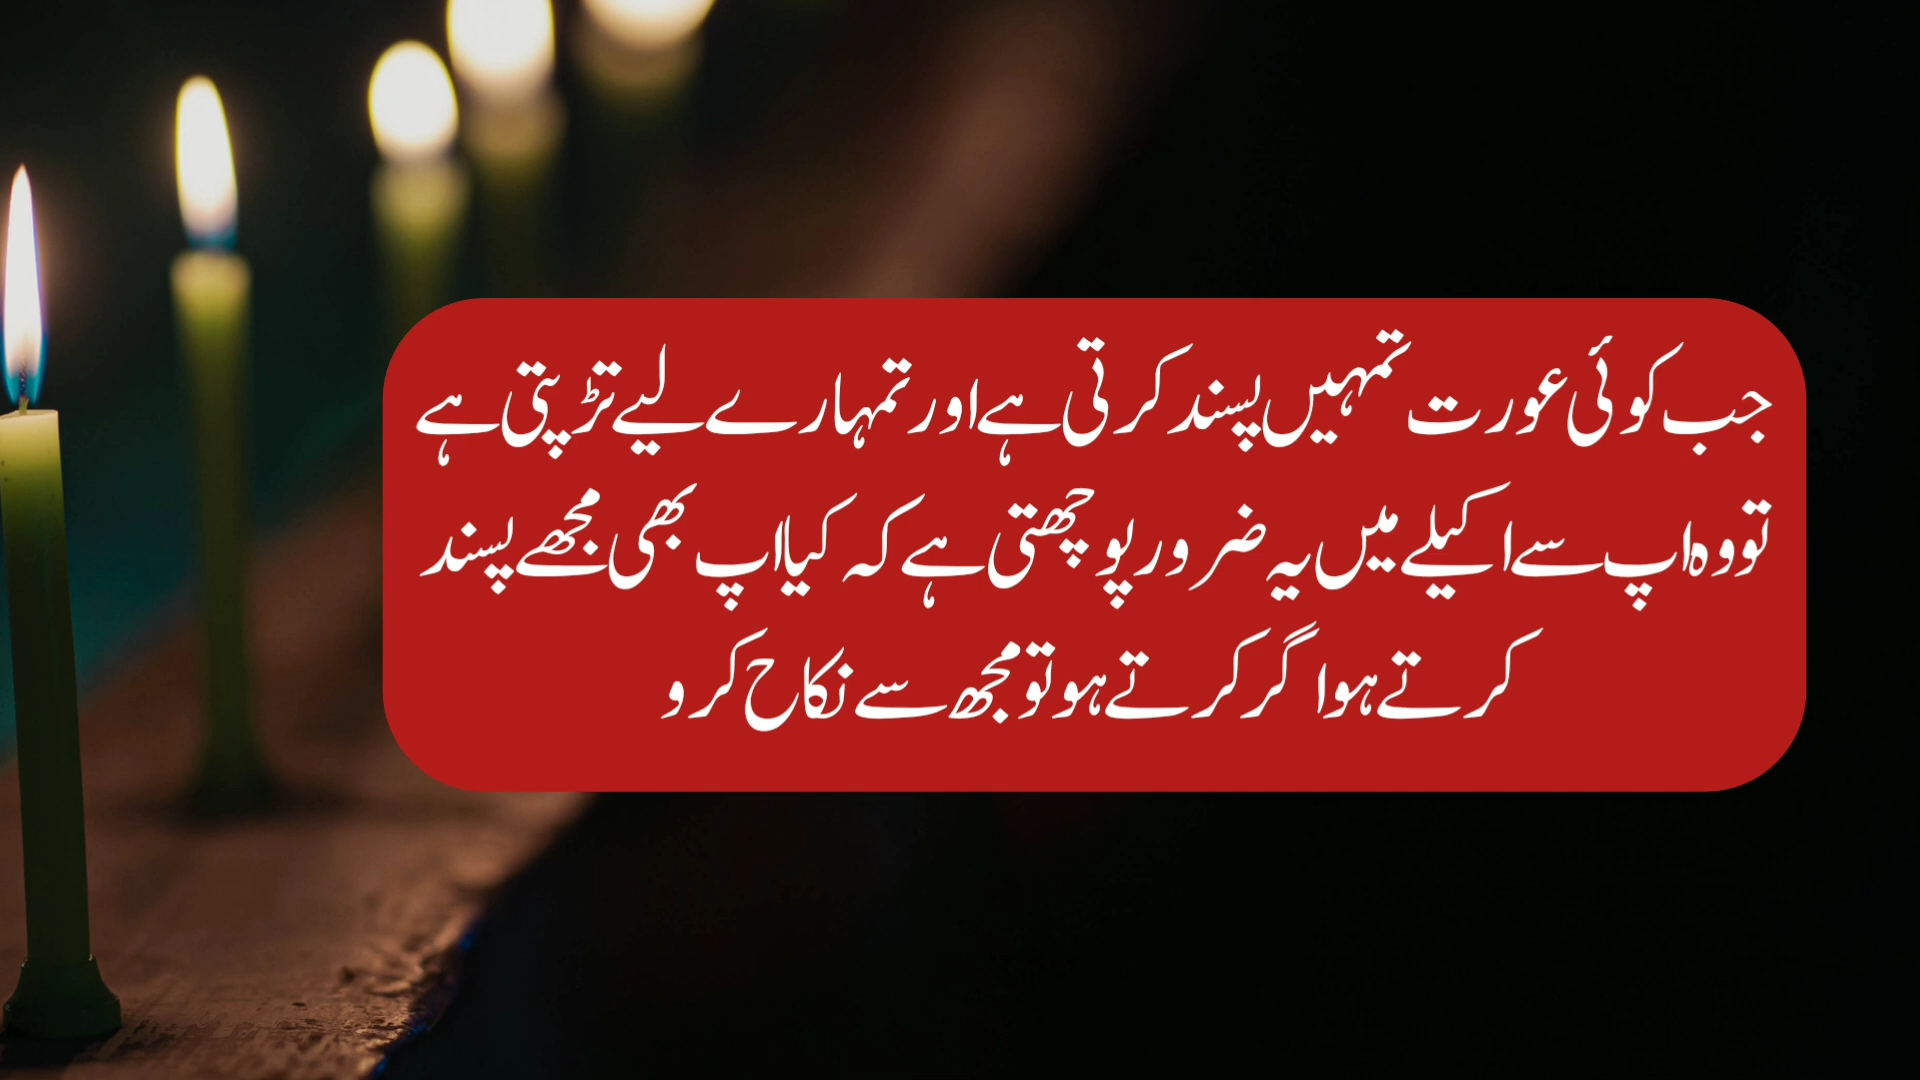 جب کوئی عورت تمہیں پسند کرتی ہے اور تمہارے لیے تڑپتی ہے
تو وہ اپ سے اکیلے میں یہ ضرور پوچھتی ہے کہ کیا اپ بھی مجھے پسند
کرتے ہو اگر کرتے ہو تو مجھ سے نکاح کرو